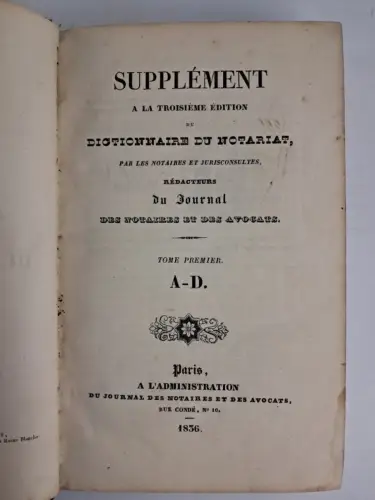 SUPPLÉMENT
A LA TROISIÈME ÉDITION
DU
DICTIONNAIRE DU NOTARIAT,
PAR LES NOTAIRES ET JURISCONSULTES,
RÉDACTEURS
du Journal
DES NOTAIRES ET DES AVOCATS.
TOME PREMIER.
A-D.
Paris,
A L'ADMINISTRATION
DU JOURNAL DES NOTAIRES ET DES AVOCATS,
RUE CONDÉ, Nº 10.
1836.